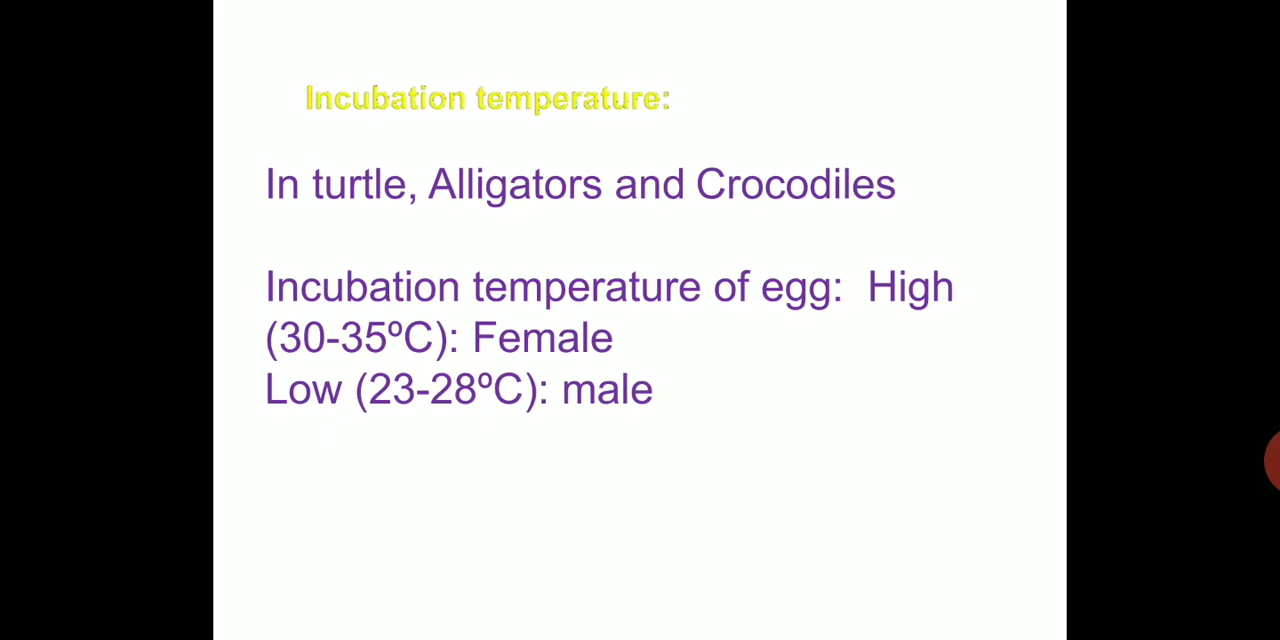 Incubation temperature:
In turtle, Alligators and Crocodiles
Incubation temperature of egg:  High
(30-35ºC): Female
Low (23-28ºC): male